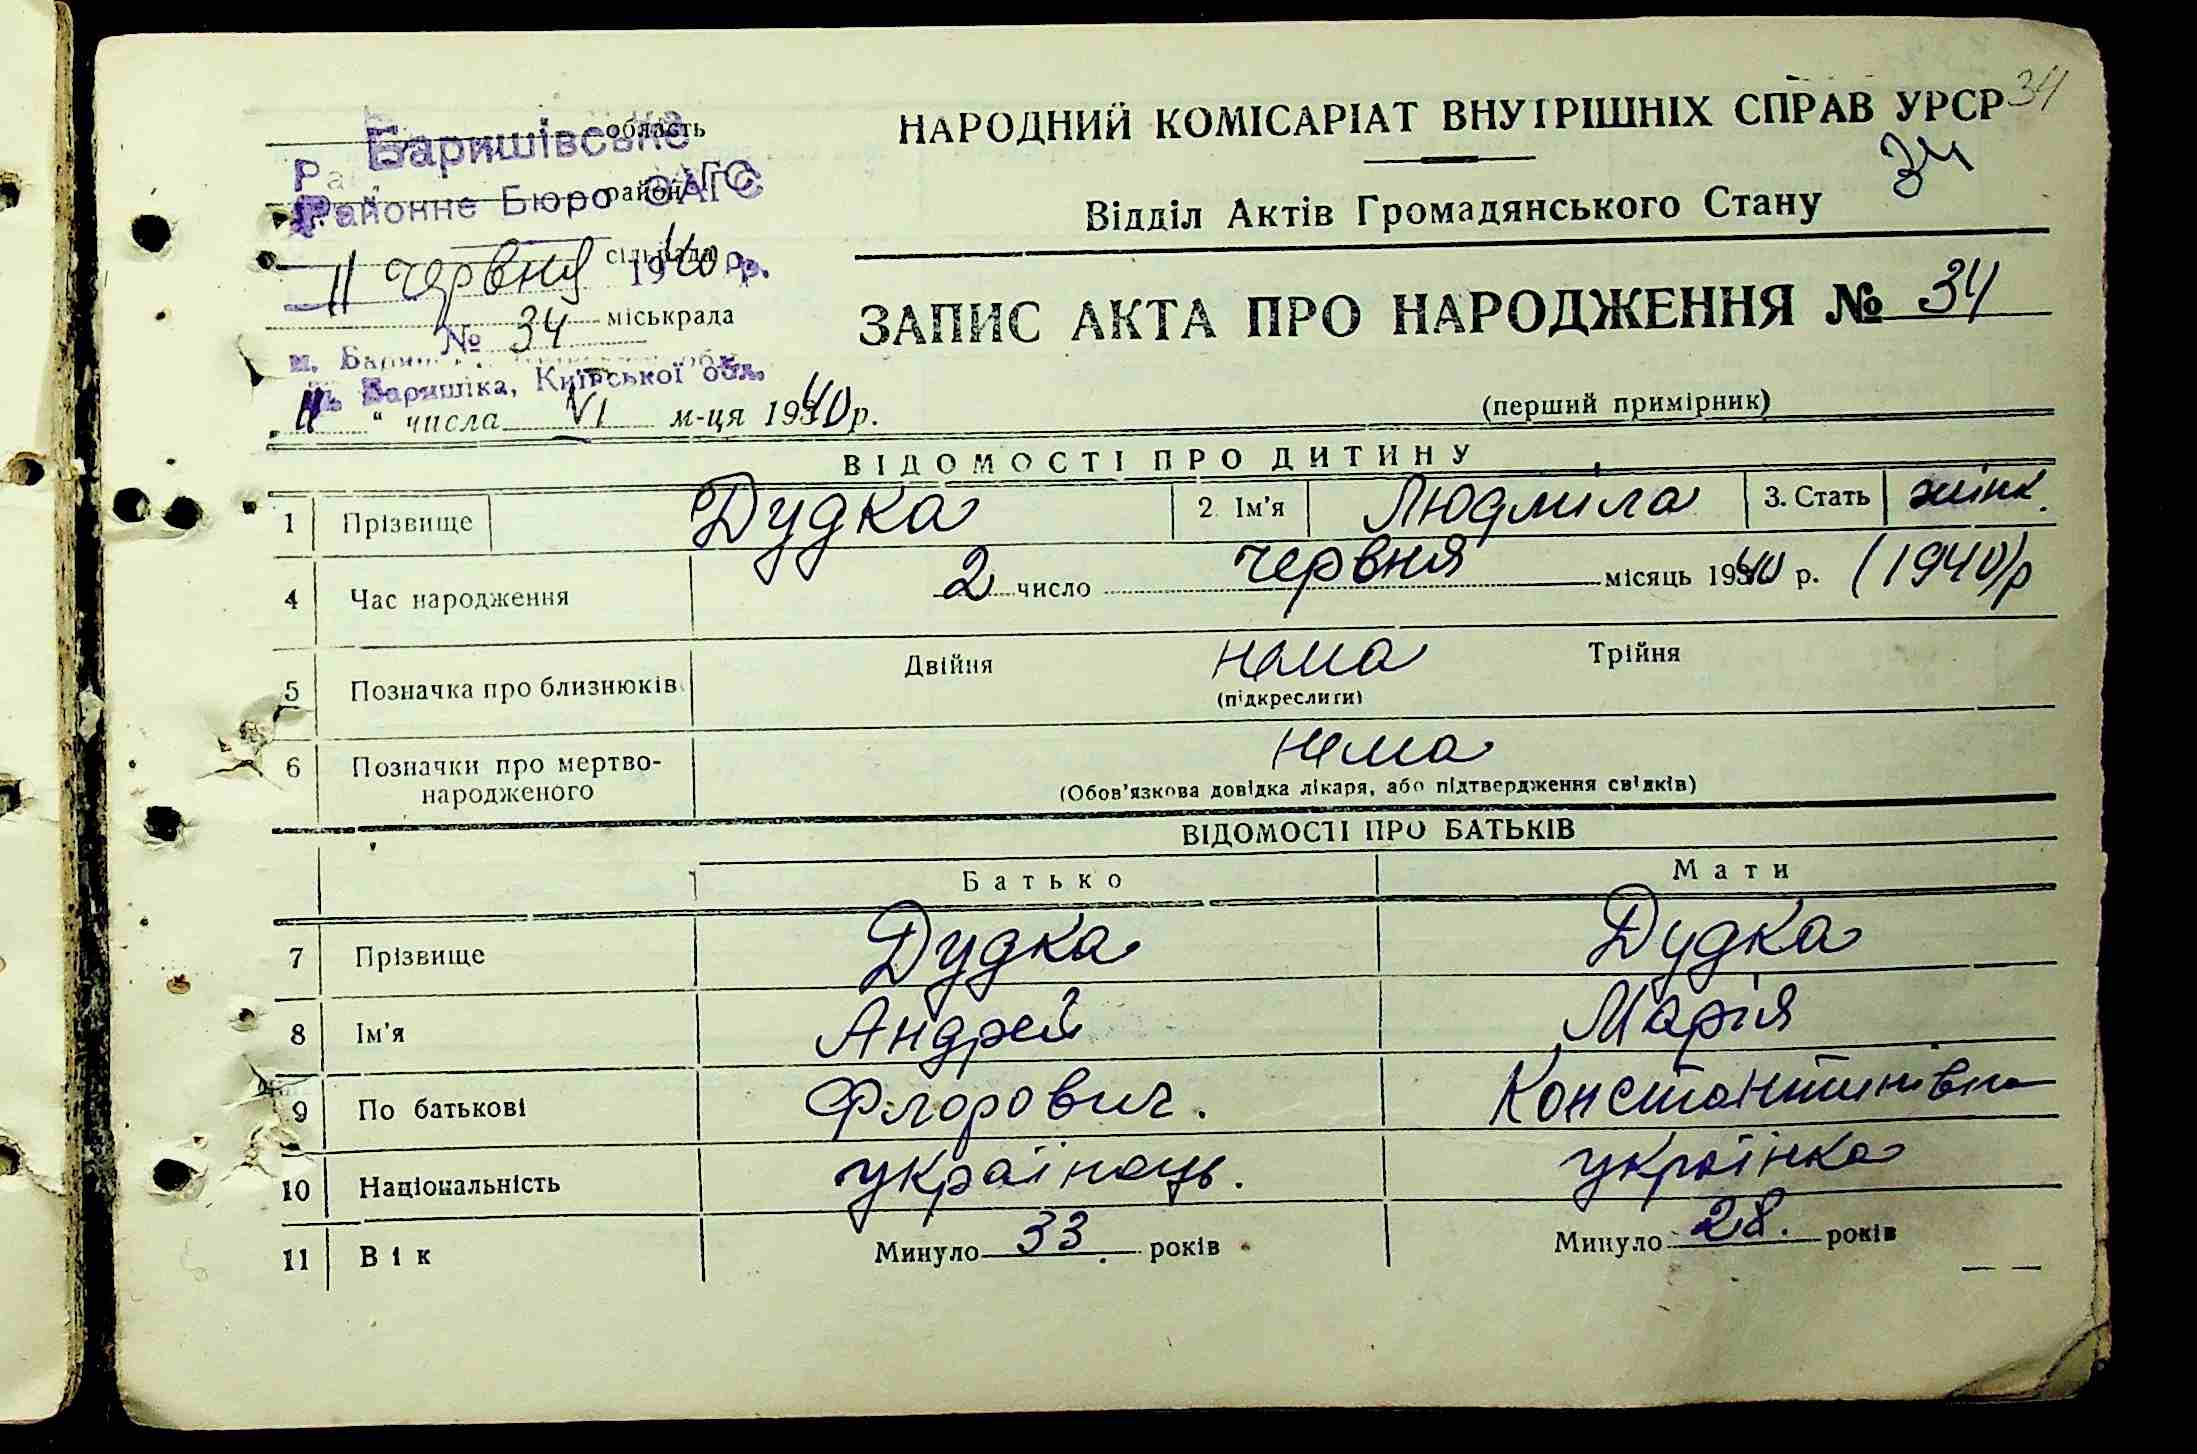 34
НАРОДНИЙ КОМІСАРІАТ ВНУТРІШНІХ СПРАВ УРСР
34
Відділ Актів Громадянського Стану
область
Баришівське
район
Районне Бюро ЗАГС
сільрада
11 червня 1940 р.
міськрада
№ 34
м. Баришівка, Київської обл.
"11" числа VI м-ця 1940 р.
ЗАПИС АКТА ПРО НАРОДЖЕННЯ № 34
(перший примірник)
ВІДОМОСТІ ПРО ДИТИНУ
1 Прізвище Дудка 2. Ім'я Людміла 3. Стать жінк.
4 Час народження 2 число червня місяць 1940 р. (1940)р
5 Позначка про близнюків Двійня нема Трійня
(підкреслити)
6 Позначки про мертво-
народженого нема
(Обов'язкова довідка лікаря, або підтвердження свідків)
ВІДОМОСТІ ПРО БАТЬКІВ
Батько Мати
7 Прізвище Дудка Дудка
8 Ім'я Андрей Марія
9 По батькові Флорович. Константинівна
10 Національність українець. українка
11 Вік Минуло 33 років Минуло 28. років